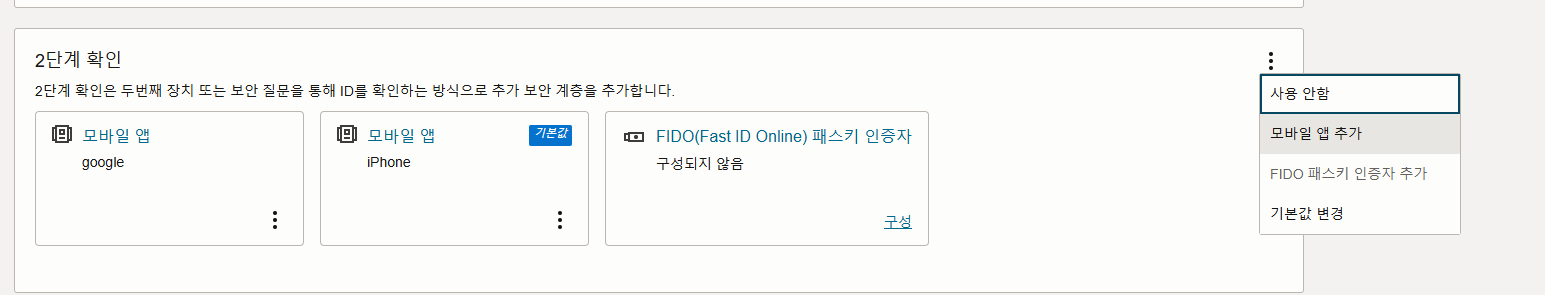 2단계 확인
2단계 확인은 두번째 장치 또는 보안 질문을 통해 ID를 확인하는 방식으로 추가 보안 계층을 추가합니다.
모바일 앱
google
모바일 앱
기본값
iPhone
FIDO(Fast ID Online) 패스키 인증자
구성되지 않음
구성
사용 안함
모바일 앱 추가
FIDO 패스키 인증자 추가
기본값 변경